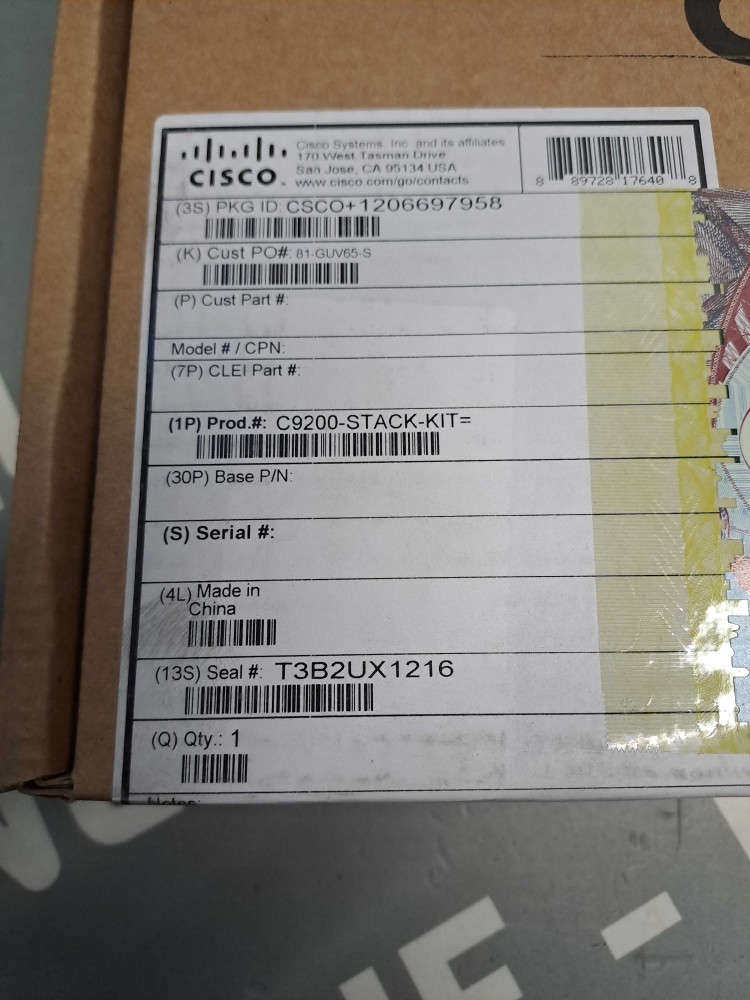 CISCO
Cisco Systems, Inc. and its affiliates
170 West Tasman Drive
San Jose, CA 95134 USA
www.cisco.com/go/contacts
8 89728 17640 8
(3S) PKG ID: CSCO+1206697958
(K) Cust PO#: 81-GUV65-S
(P) Cust Part #:
Model # / CPN:
(7P) CLEI Part #:
(1P) Prod.#: C9200-STACK-KIT=
(30P) Base P/N:
(S) Serial #:
(4L) Made in
China
(13S) Seal #: T3B2UX1216
(Q) Qty.: 1
Notes: